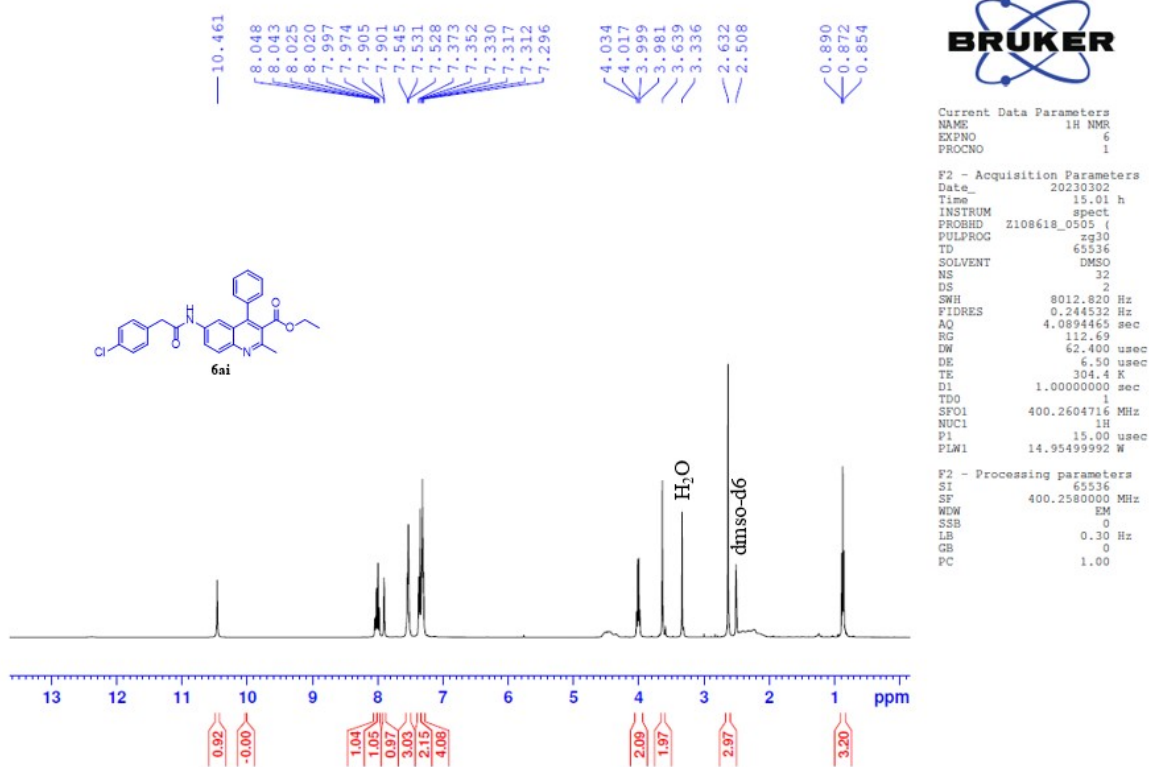 10.461
8.048
8.043
8.025
8.020
7.997
7.974
7.905
7.901
7.545
7.531
7.528
7.373
7.352
7.330
7.317
7.312
7.296
4.034
4.017
3.999
3.981
3.639
3.336
2.632
2.508
0.890
0.872
0.854
BRUKER
Current Data Parameters
NAME 1H NMR
EXPNO 6
PROCNO 1
F2 - Acquisition Parameters
Date_ 20230302
Time 15.01 h
INSTRUM spect
PROBHD Z108618_0505 (
PULPROG zg30
TD 65536
SOLVENT DMSO
NS 32
DS 2
SWH 8012.820 Hz
FIDRES 0.244532 Hz
AQ 4.0894465 sec
RG 112.69
DW 62.400 usec
DE 6.50 usec
TE 304.4 K
D1 1.00000000 sec
TD0 1
SFO1 400.2604716 MHz
NUC1 1H
P1 15.00 usec
PLW1 14.95499992 W
F2 - Processing parameters
SI 65536
SF 400.2580000 MHz
WDW EM
SSB 0
LB 0.30 Hz
GB 0
PC 1.00
H
N
O
O
O
Cl
N
6ai
H₂O
dmso-d6
13 12 11 10 9 8 7 6 5 4 3 2 1 ppm
0.92
-0.00
1.04
1.05
0.97
3.03
2.15
4.08
2.09
1.97
2.97
3.20